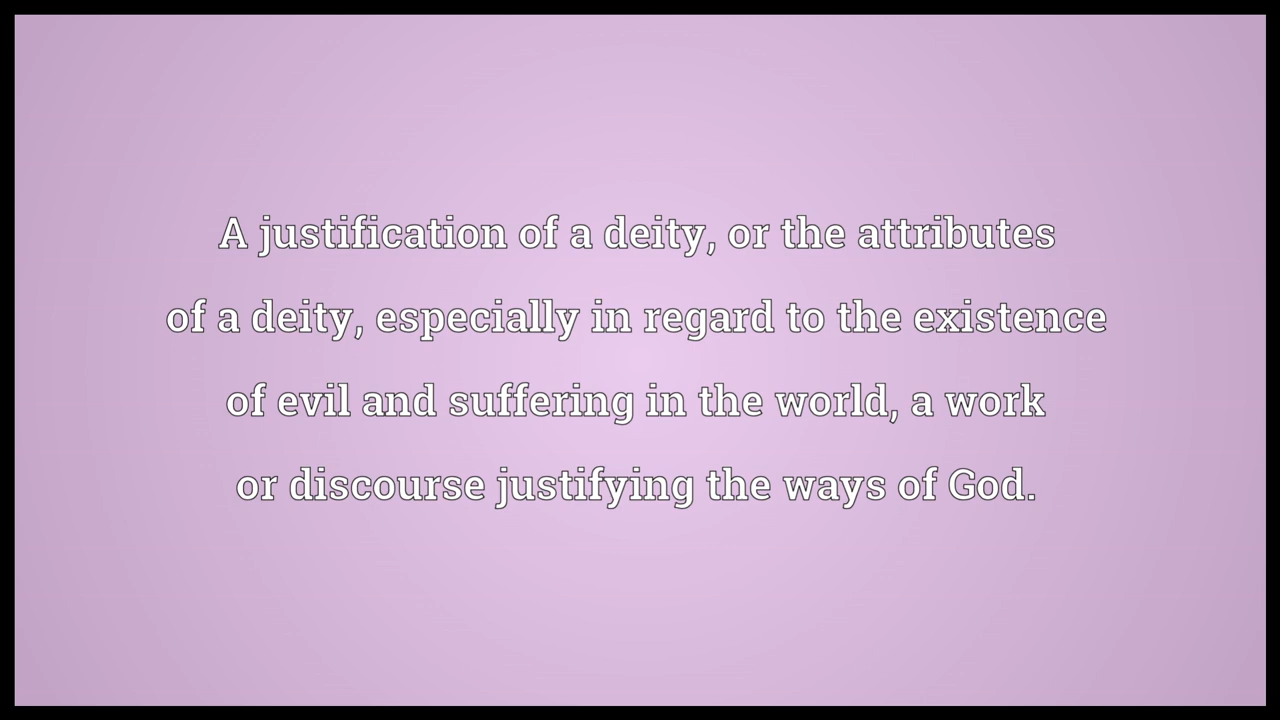 A justification of a deity, or the attributes
of a deity, especially in regard to the existence
of evil and suffering in the world, a work
or discourse justifying the ways of God.